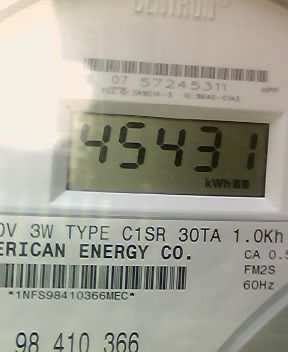 CENTRON
07 57245311 HPP
45431
kWh
0V 3W TYPE C1SR 30TA 1.0Kh
ERICAN ENERGY CO. CA 0.5
FM2S
*1NFS98410366MEC* 60Hz
98 410 366